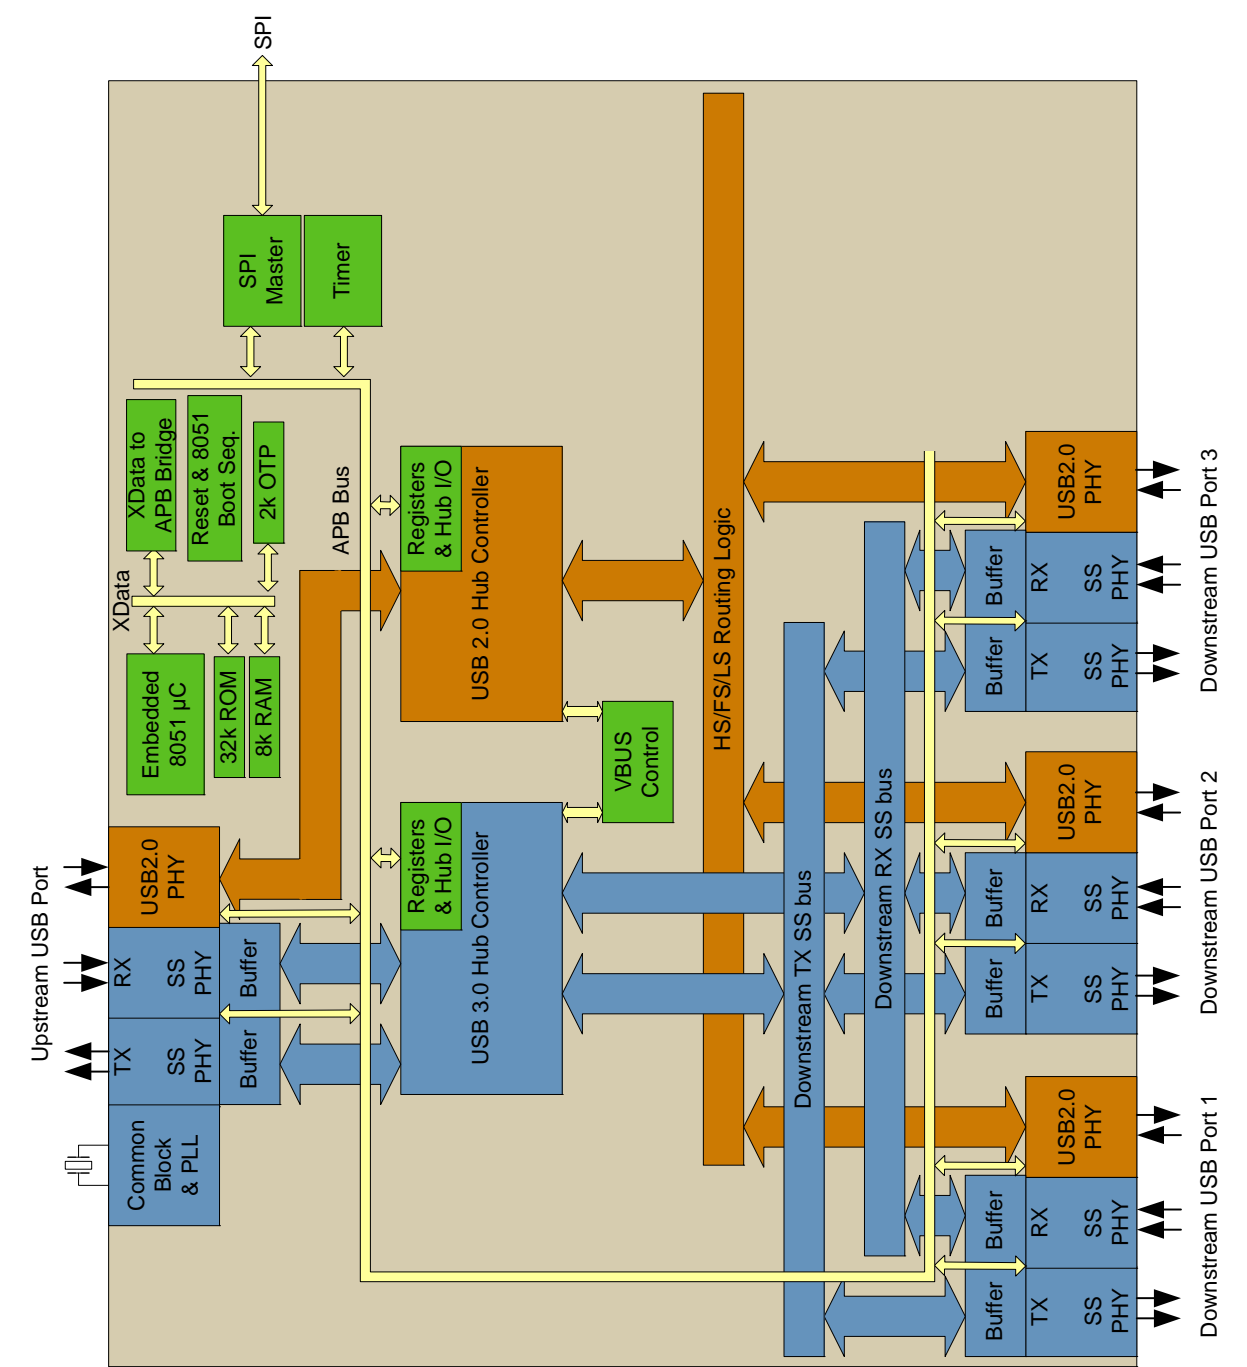 Upstream USB Port
SPI
Common
Block
& PLL
TX
SS
PHY
Buffer
RX
SS
PHY
Buffer
USB2.0
PHY
XData
Embedded
8051 µC
32k ROM
8k RAM
XData to
APB Bridge
Reset & 8051
Boot Seq.
2k OTP
SPI
Master
Timer
APB Bus
Registers
& Hub I/O
USB 3.0 Hub Controller
Registers
& Hub I/O
USB 2.0 Hub Controller
VBUS
Control
HS/FS/LS Routing Logic
Downstream TX SS bus
Downstream RX SS bus
Buffer
TX
SS
PHY
Buffer
RX
SS
PHY
USB2.0
PHY
Buffer
TX
SS
PHY
Buffer
RX
SS
PHY
USB2.0
PHY
Buffer
TX
SS
PHY
Buffer
RX
SS
PHY
USB2.0
PHY
Downstream USB Port 1
Downstream USB Port 2
Downstream USB Port 3